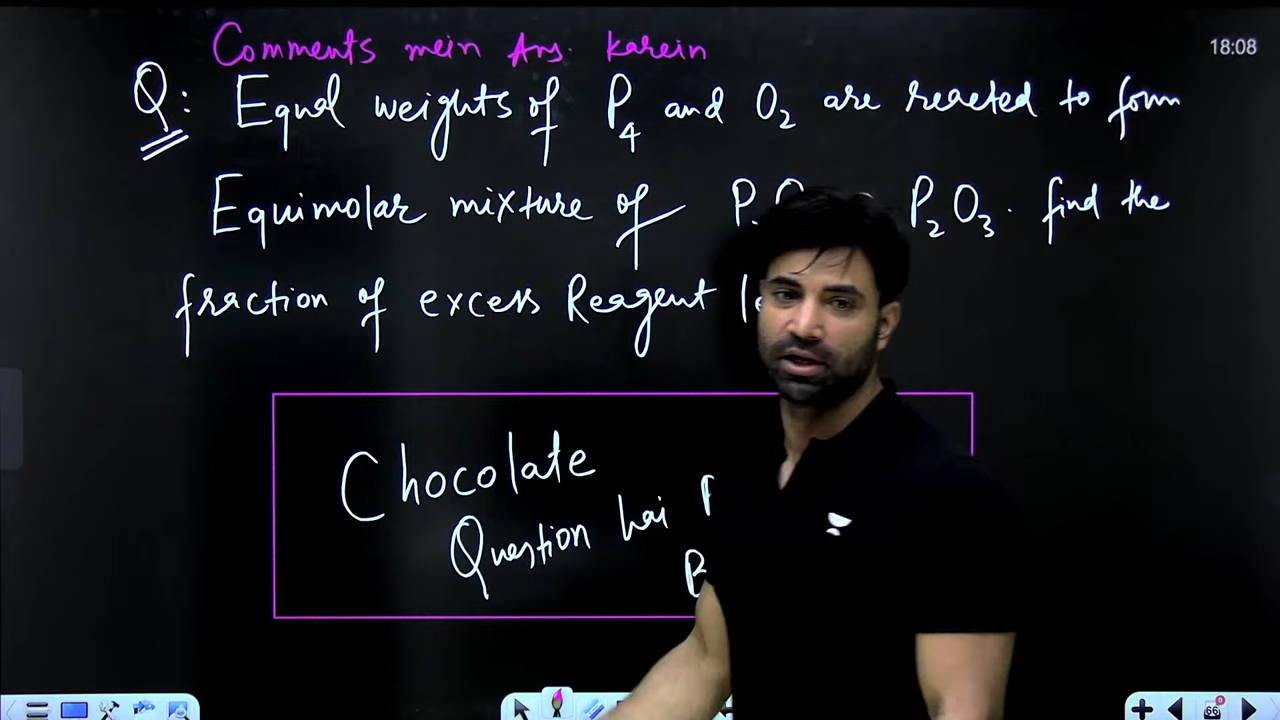 18:08
Comments mein Ans. karein
Q: Equal weights of P4 and O2 are reacted to form
Equimolar mixture of P2O3. find the
fraction of excess Reagent
Chocolate
Question hai
66